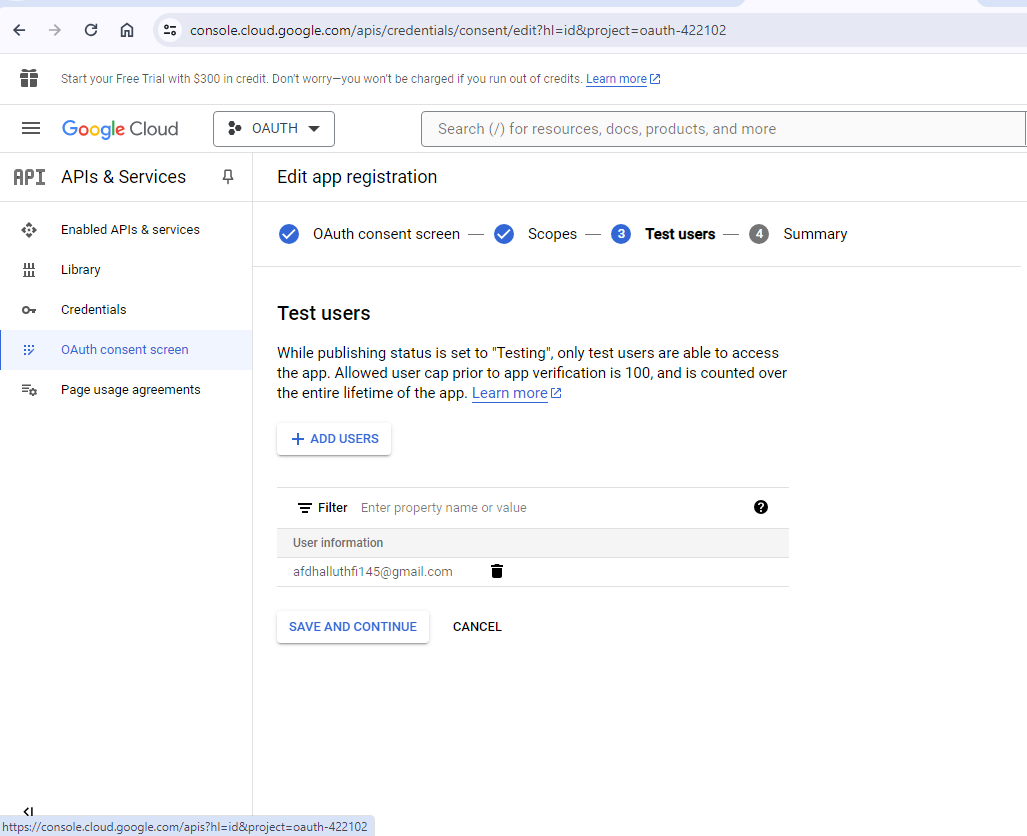 console.cloud.google.com/apis/credentials/consent/edit?hl=id&project=oauth-422102
Start your Free Trial with $300 in credit. Don't worry—you won't be charged if you run out of credits. Learn more
Google Cloud
OAUTH
Search (/) for resources, docs, products, and more
API APIs & Services
Edit app registration
Enabled APIs & services
Library
Credentials
OAuth consent screen
Page usage agreements
OAuth consent screen — Scopes — 3 Test users — 4 Summary
Test users
While publishing status is set to "Testing", only test users are able to access
the app. Allowed user cap prior to app verification is 100, and is counted over
the entire lifetime of the app. Learn more
+ ADD USERS
Filter Enter property name or value
User information
afdhalluthfi145@gmail.com
SAVE AND CONTINUE CANCEL
https://console.cloud.google.com/apis?hl=id&project=oauth-422102